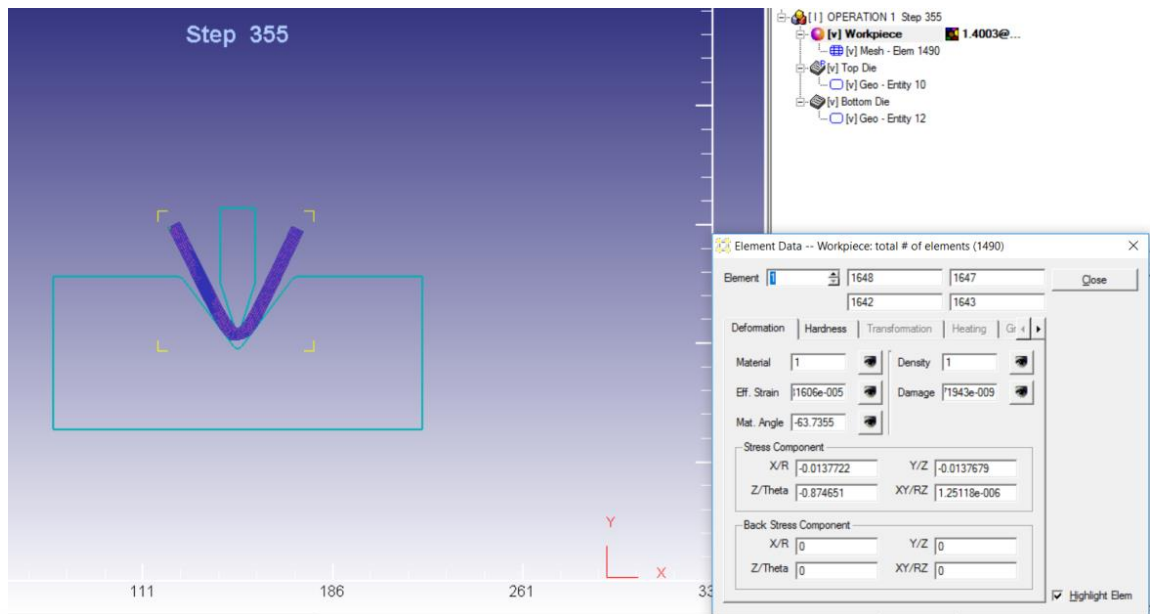 Step 355
[1] OPERATION 1 Step 355
[v] Workpiece 1.4003@...
[v] Mesh - Elem 1490
[v] Top Die
[v] Geo - Entity 10
[v] Bottom Die
[v] Geo - Entity 12
Element Data -- Workpiece: total # of elements (1490)
Element 1 1648 1647 Close
1642 1643
Deformation Hardness Transformation Heating
Material 1 Density 1
Eff. Strain 1606e-005 Damage 71943e-009
Mat. Angle -63.7355
Stress Component
X/R -0.0137722 Y/Z -0.0137679
Z/Theta -0.874651 XY/RZ 1.25118e-006
Back Stress Component
X/R 0 Y/Z 0
Z/Theta 0 XY/RZ 0
Highlight Elem
Y
X
111 186 261